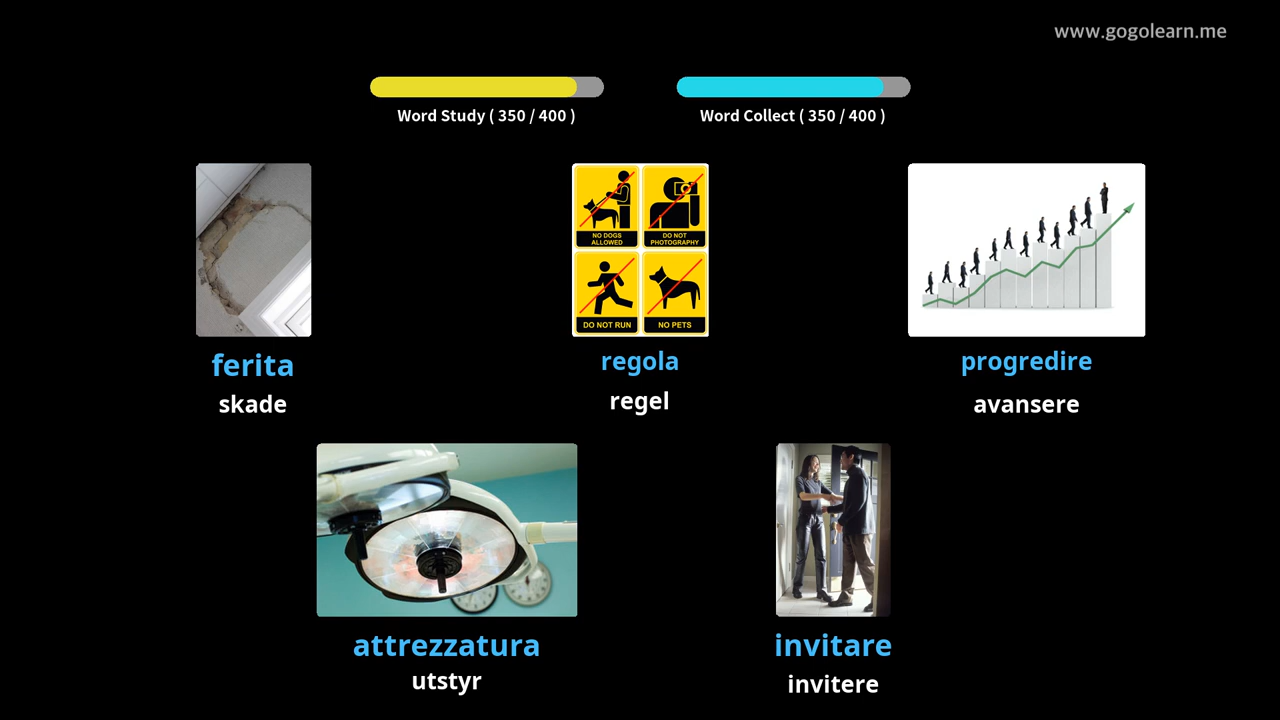 www.gogolearn.me
Word Study ( 350 / 400 )
Word Collect ( 350 / 400 )
NO DOGS
ALLOWED
DO NOT
PHOTOGRAPHY
DO NOT RUN
NO PETS
ferita
skade
regola
regel
progredire
avansere
attrezzatura
utstyr
invitare
invitere